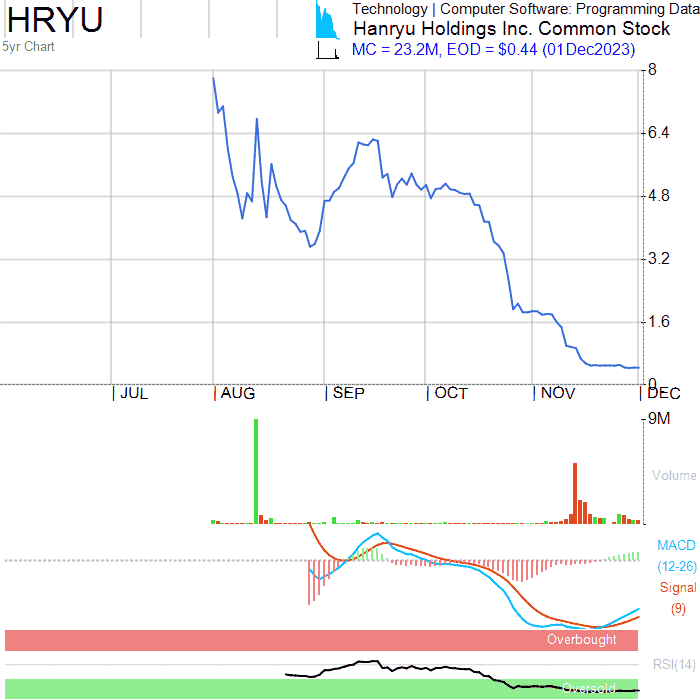 HRYU
5yr Chart
Technology | Computer Software: Programming Data
Hanryu Holdings Inc. Common Stock
MC = 23.2M, EOD = $0.44 (01Dec2023)
8
6.4
4.8
3.2
1.6
0
JUL AUG SEP OCT NOV DEC
9M
Volume
MACD
(12-26)
Signal
(9)
Overbought
RSI(14)
Oversold